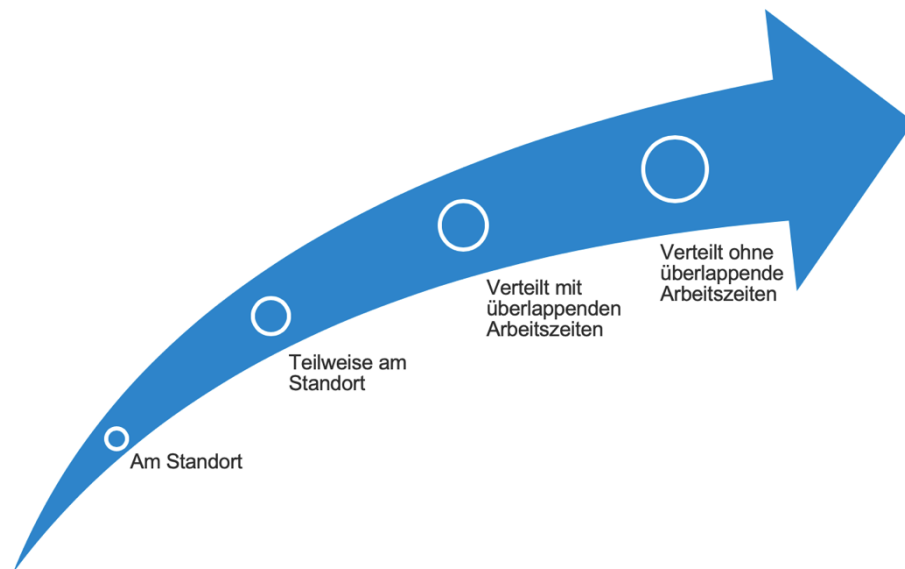 Am Standort
Teilweise am
Standort
Verteilt mit
überlappenden
Arbeitszeiten
Verteilt ohne
überlappende
Arbeitszeiten